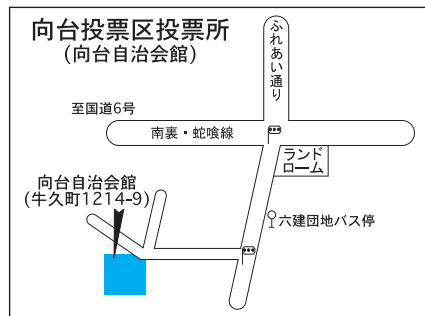 向台投票区投票所
(向台自治会館)
ふれあい通り
至国道6号
南裏・蛇喰線
ランド
ローム
向台自治会館
(牛久町1214-9)
六建団地バス停